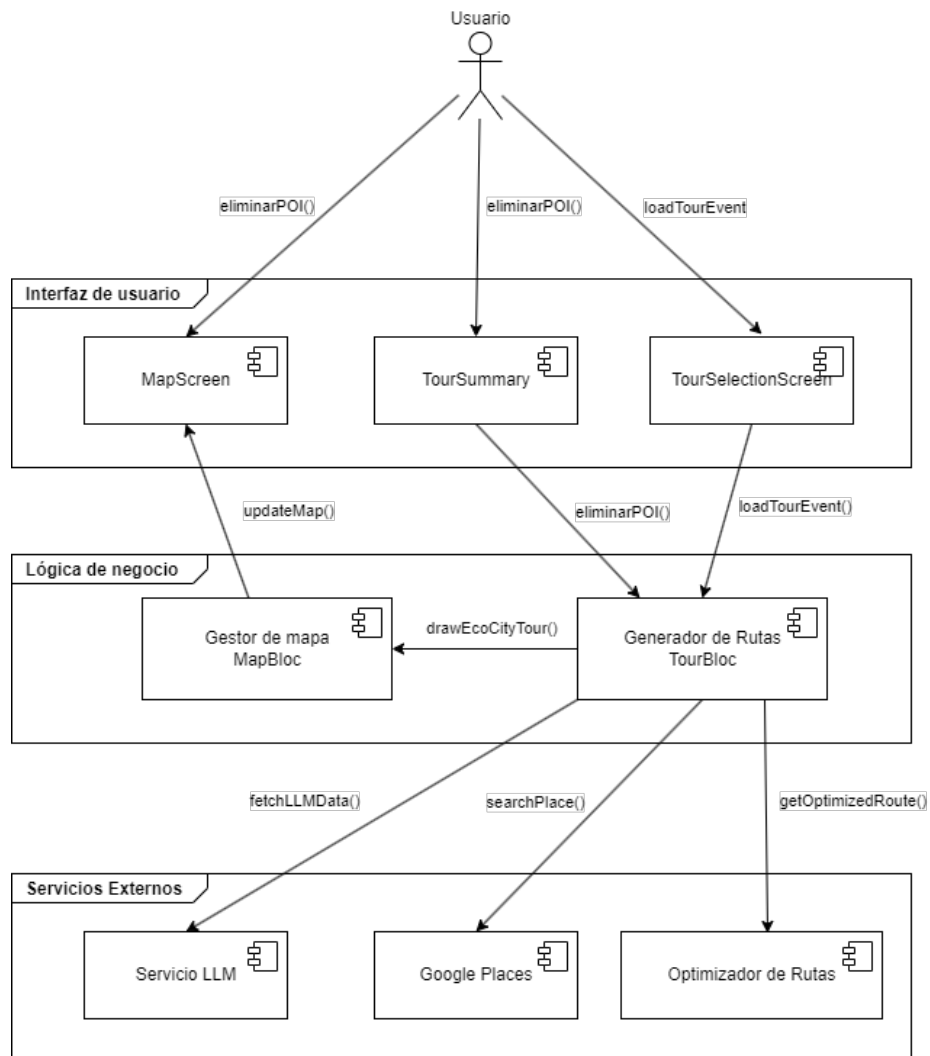 Usuario
eliminarPOI()
eliminarPOI()
loadTourEvent
Interfaz de usuario
MapScreen
TourSummary
TourSelectionScreen
updateMap()
eliminarPOI()
loadTourEvent()
Lógica de negocio
Gestor de mapa
MapBloc
drawEcoCityTour()
Generador de Rutas
TourBloc
fetchLLMData()
searchPlace()
getOptimizedRoute()
Servicios Externos
Servicio LLM
Google Places
Optimizador de Rutas